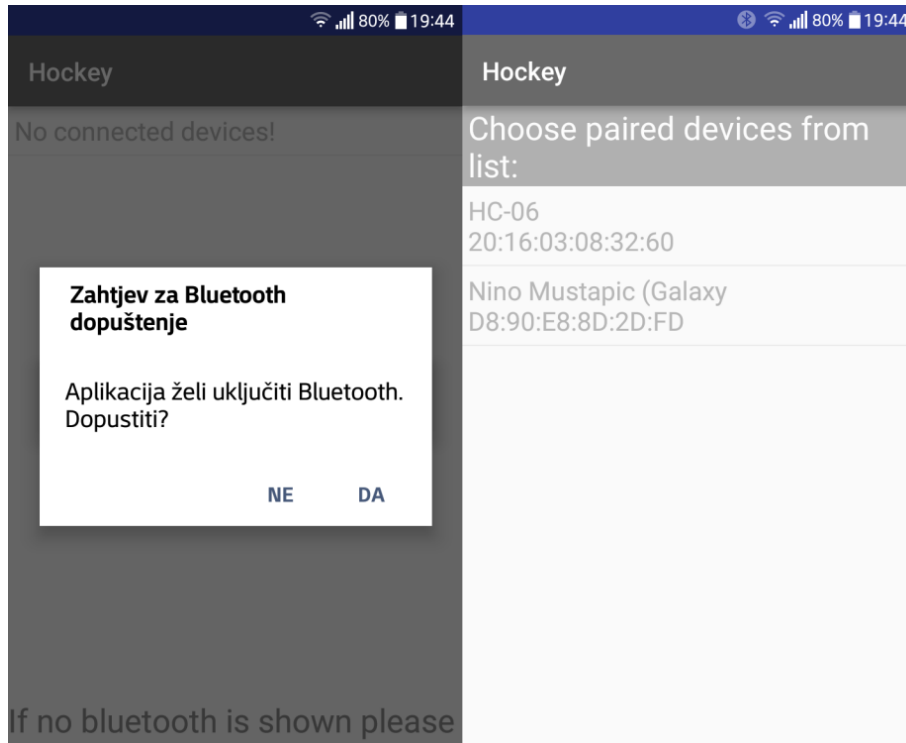 80% 19:44
Hockey
No connected devices!
Zahtjev za Bluetooth
dopuštenje
Aplikacija želi uključiti Bluetooth.
Dopustiti?
NE DA
If no bluetooth is shown please
80% 19:44
Hockey
Choose paired devices from
list:
HC-06
20:16:03:08:32:60
Nino Mustapic (Galaxy
D8:90:E8:8D:2D:FD